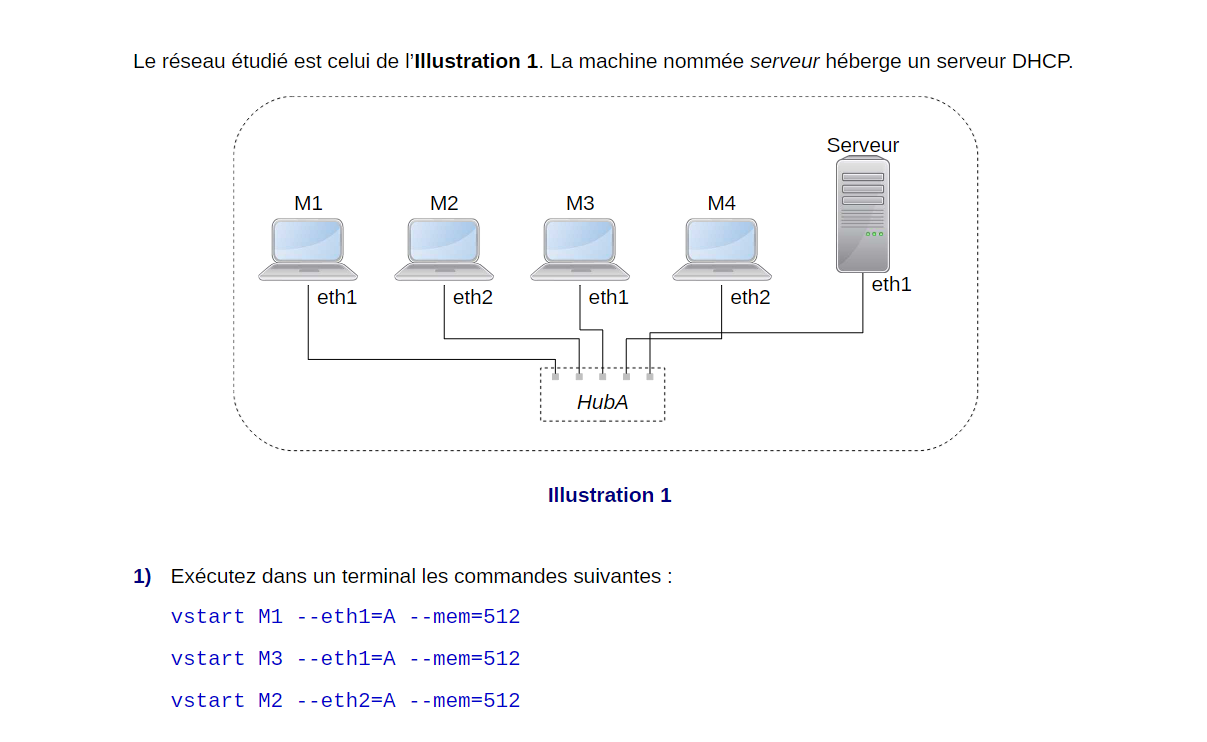 Le réseau étudié est celui de l’Illustration 1. La machine nommée serveur héberge un serveur DHCP.
Serveur
M1 M2 M3 M4
eth1 eth2 eth1 eth2 eth1
HubA
Illustration 1
1) Exécutez dans un terminal les commandes suivantes :
vstart M1 --eth1=A --mem=512
vstart M3 --eth1=A --mem=512
vstart M2 --eth2=A --mem=512